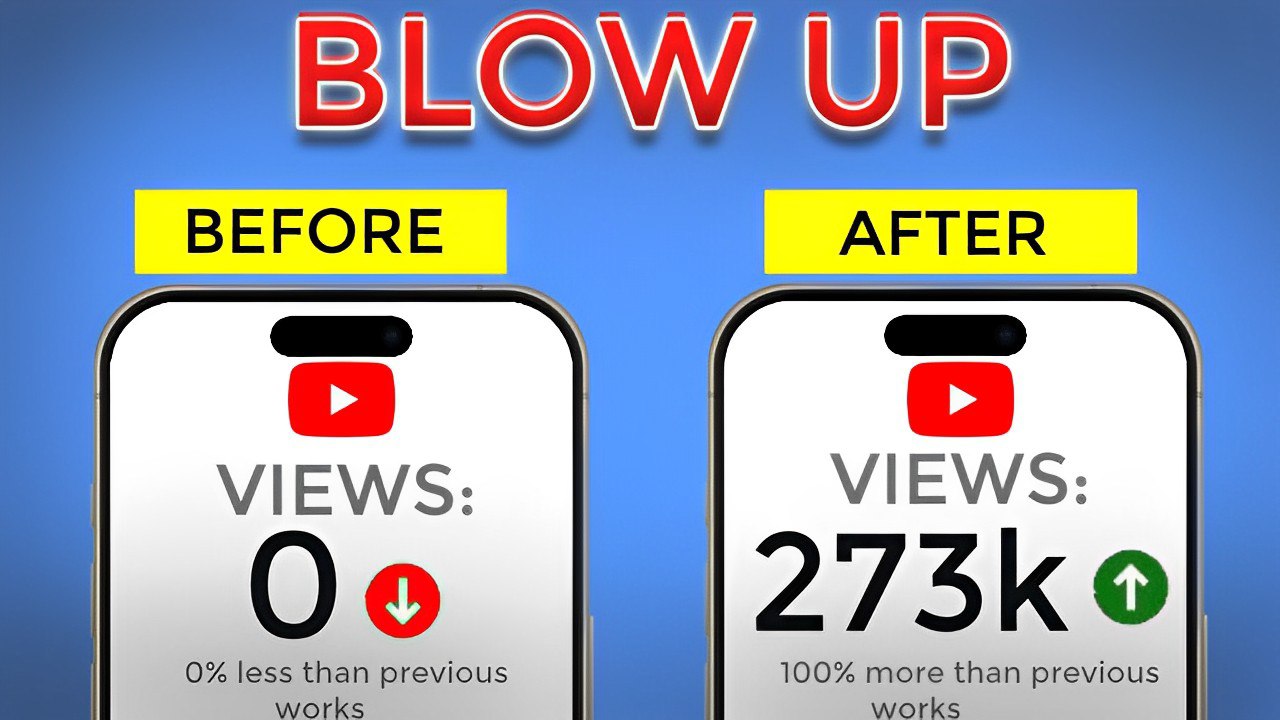 BLOW UP
BEFORE
AFTER
VIEWS:
0
0% less than previous
works
VIEWS:
273k
100% more than previous
works